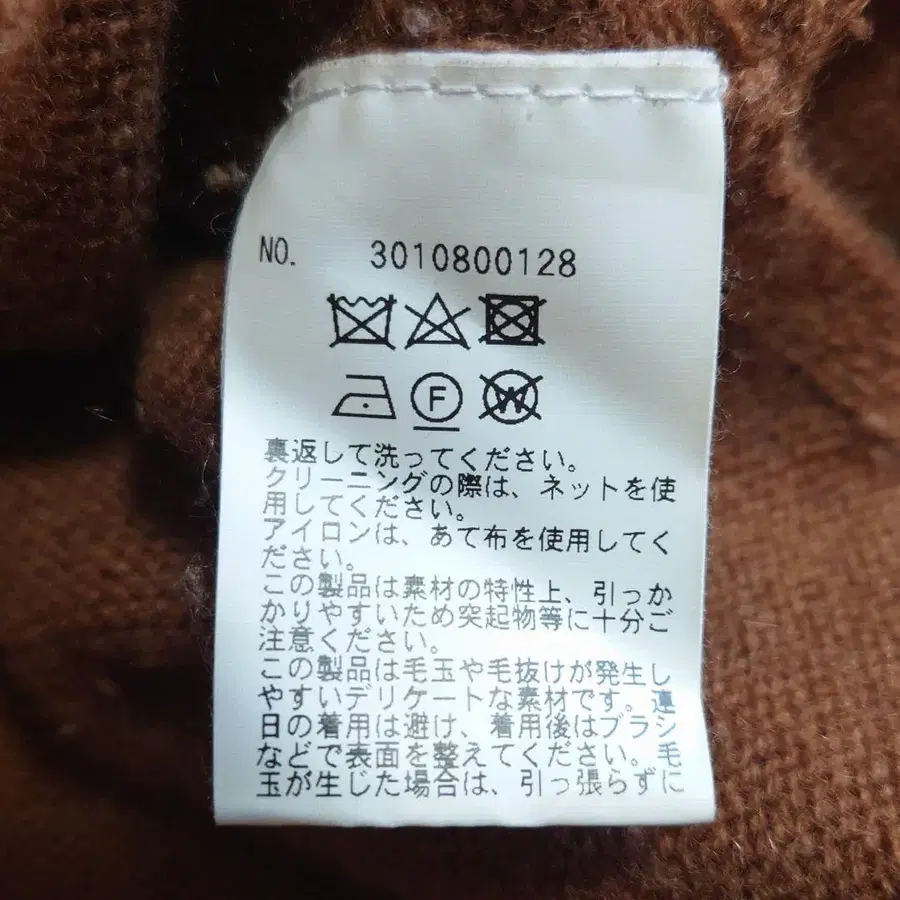 NO. 3010800128
F W
裏返して洗ってください。
クリーニングの際は、ネットを使
用してください。
アイロンは、あて布を使用してく
ださい。
この製品は素材の特性上、引っか
かりやすいため突起物等に十分ご
注意ください。
この製品は毛玉や毛抜けが発生し
やすいデリケートな素材です。連
日の着用は避け、着用後はブラシ
などで表面を整えてください。毛
玉が生じた場合は、引っ張らずに